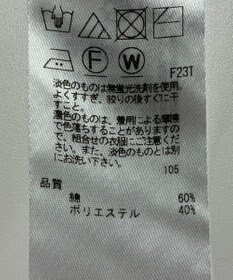 F W F23T
淡色のものは無蛍光洗剤を使用。
よくすすぎ、絞りの後すぐに干
すこと。
濃色のものは、着用による摩擦
で色落ちすることがありますの
で、組合せの衣服にご注意くだ
さい。また、淡色のものとは別
にお洗い下さい。
105
品質
綿 60%
ポリエステル 40%